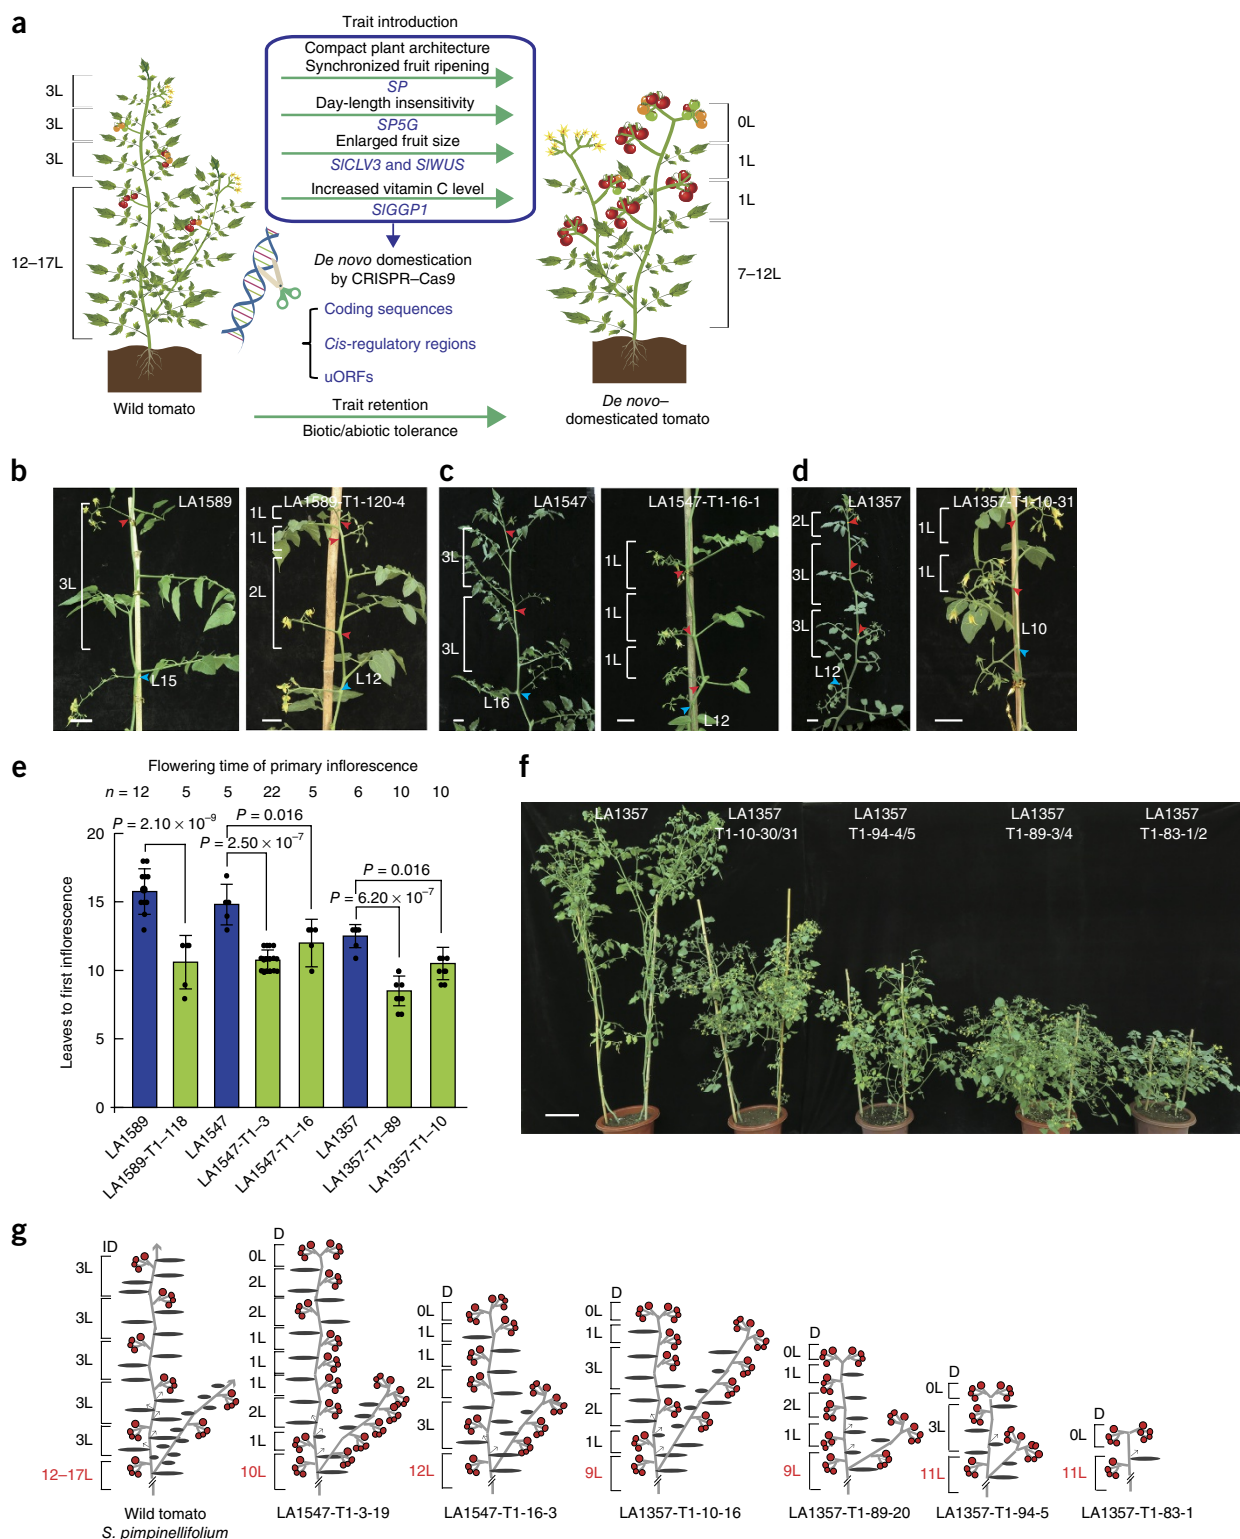 a
Trait introduction
Compact plant architecture
Synchronized fruit ripening
SP
Day-length insensitivity
SP5G
Enlarged fruit size
SlCLV3 and SlWUS
Increased vitamin C level
SlGGP1
De novo domestication
by CRISPR–Cas9
Coding sequences
Cis-regulatory regions
uORFs
3L
3L
3L
12–17L
0L
1L
1L
7–12L
Wild tomato
Trait retention
Biotic/abiotic tolerance
De novo–
domesticated tomato
b
LA1589
3L
L15
LA1589-T1-120-4
1L
1L
2L
L12
c
LA1547
3L
3L
L16
LA1547-T1-16-1
1L
1L
1L
L12
d
LA1357
2L
3L
3L
L12
LA1357-T1-10-31
1L
1L
L10
e
Flowering time of primary inflorescence
n = 12 5 5 22 5 6 10 10
P = 2.10 × 10−9
P = 0.016
P = 2.50 × 10−7
P = 0.016
P = 6.20 × 10−7
Leaves to first inflorescence
20
15
10
5
0
LA1589
LA1589-T1–118
LA1547
LA1547-T1–3
LA1547-T1–16
LA1357
LA1357-T1–89
LA1357-T1–10
f
LA1357
LA1357
T1-10-30/31
LA1357
T1-94-4/5
LA1357
T1-89-3/4
LA1357
T1-83-1/2
g
ID
3L
3L
3L
3L
3L
12–17L
Wild tomato
S. pimpinellifolium
D
0L
2L
2L
1L
1L
1L
2L
1L
10L
LA1547-T1-3-19
D
0L
1L
1L
2L
3L
12L
LA1547-T1-16-3
D
0L
1L
3L
2L
1L
9L
LA1357-T1-10-16
D
0L
1L
2L
1L
9L
LA1357-T1-89-20
D
0L
3L
11L
LA1357-T1-94-5
D
0L
11L
LA1357-T1-83-1